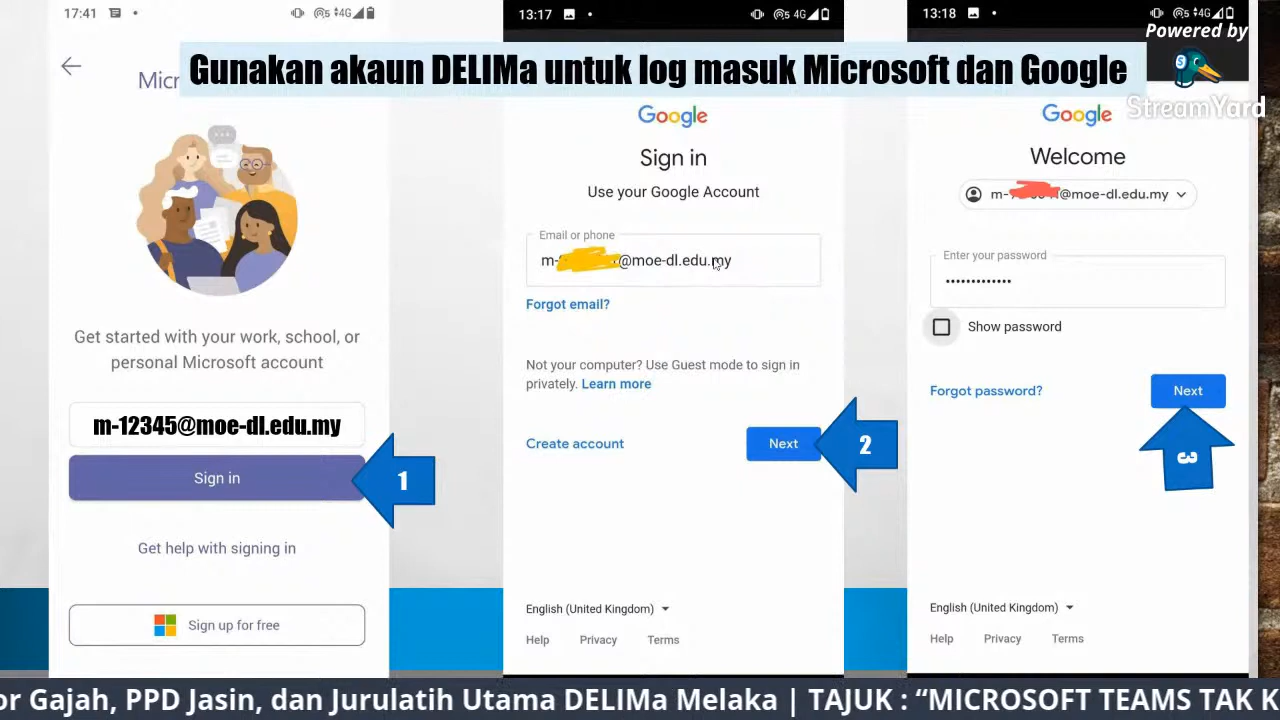 17:41
4G
13:17
4G
13:18
4G
Powered by
StreamYard
Gunakan akaun DELIMa untuk log masuk Microsoft dan Google
Get started with your work, school, or
personal Microsoft account
m-12345@moe-dl.edu.my
Sign in
1
Get help with signing in
Sign up for free
Google
Sign in
Use your Google Account
Email or phone
@moe-dl.edu.my
Forgot email?
Not your computer? Use Guest mode to sign in
privately. Learn more
Create account
Next
2
English (United Kingdom)
Help Privacy Terms
Google
Welcome
@moe-dl.edu.my
Enter your password
Show password
Forgot password?
Next
3
English (United Kingdom)
Help Privacy Terms
or Gajah, PPD Jasin, dan Jurulatih Utama DELIMa Melaka | TAJUK : “MICROSOFT TEAMS TAK K